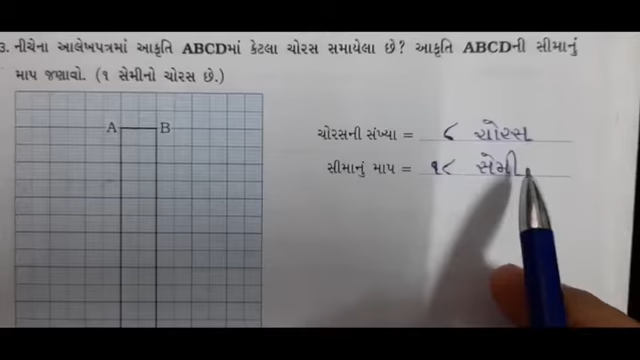 ૩. નીચેના આલેખપત્રમાં આકૃતિ ABCDમાં કેટલા ચોરસ સમાયેલા છે? આકૃતિ ABCDની સીમાનું
માપ જણાવો. (૧ સેમીનો ચોરસ છે.)
A B
ચોરસની સંખ્યા = ૮ ચોરસ
સીમાનું માપ = ૧૮ સેમી.